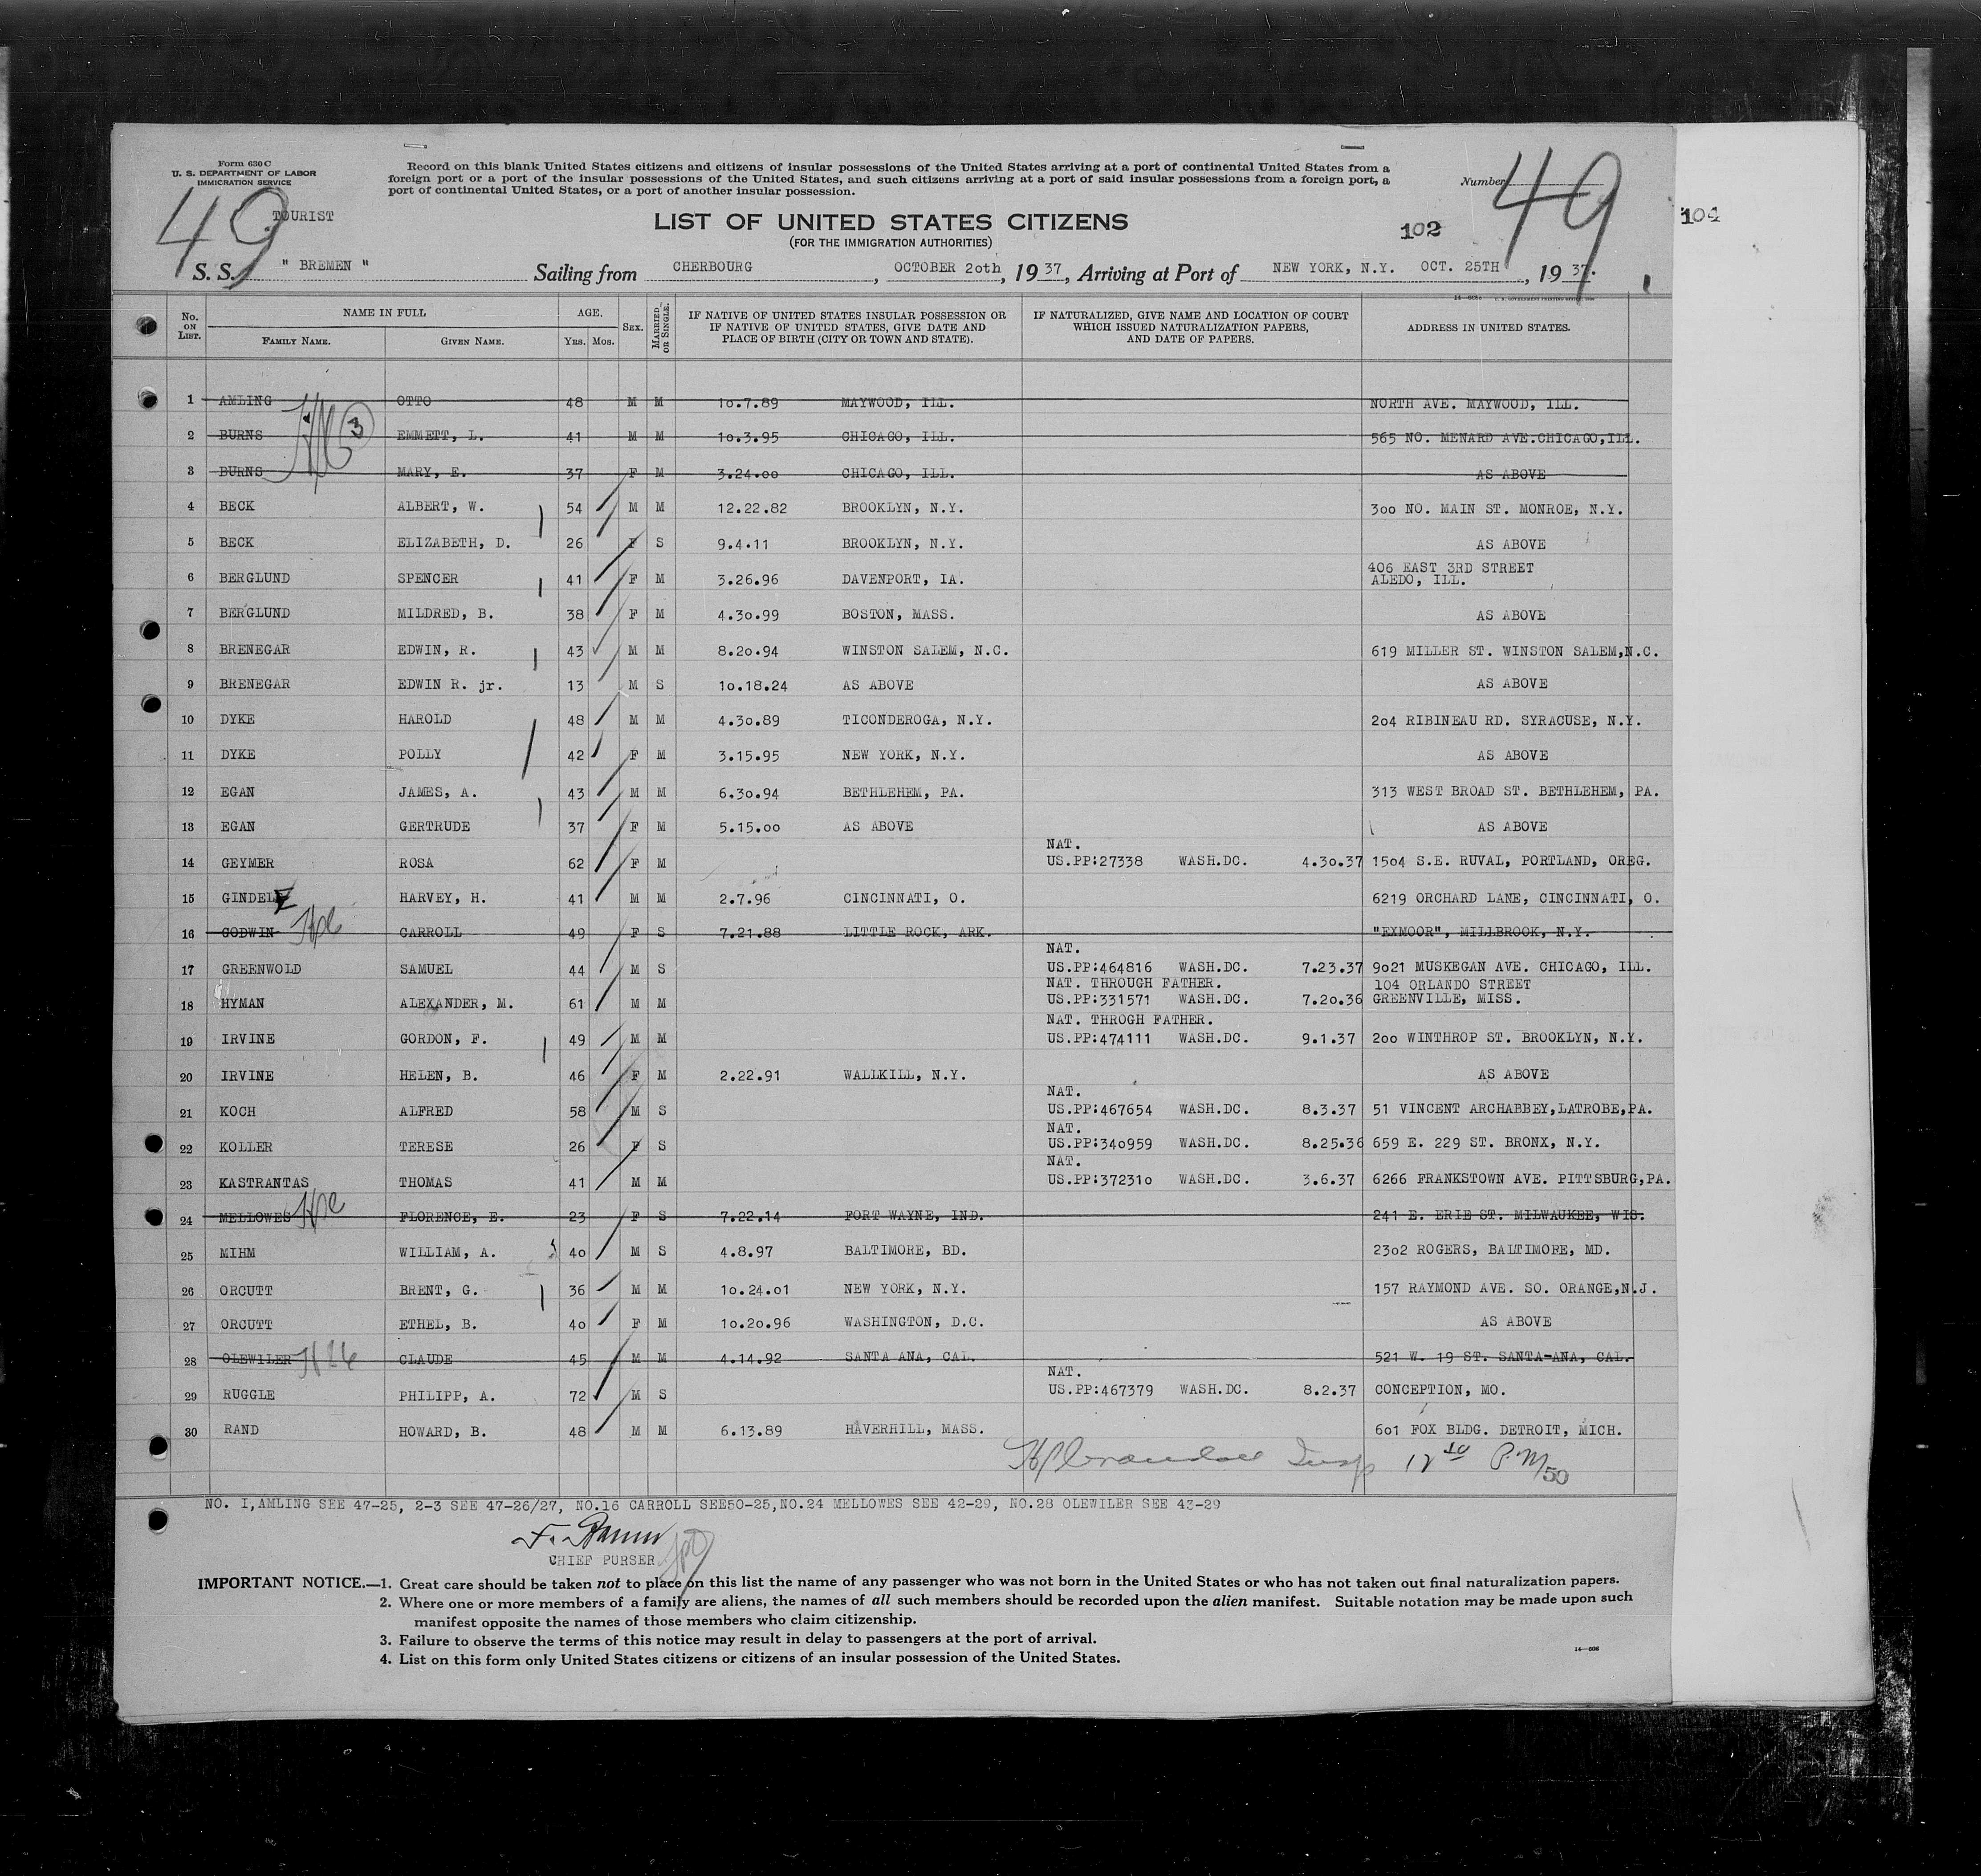 Form 630 C
U. S. DEPARTMENT OF LABOR
IMMIGRATION SERVICE
Record on this blank United States citizens and citizens of insular possessions of the United States arriving at a port of continental United States from a
foreign port or a port of the insular possessions of the United States, and such citizens arriving at a port of said insular possessions from a foreign port, a
port of continental United States, or a port of another insular possession.
Number 49
49
TOURIST
LIST OF UNITED STATES CITIZENS
(FOR THE IMMIGRATION AUTHORITIES)
102
104
S. S. " BREMEN " Sailing from CHERBOURG, OCTOBER 20th, 19 37, Arriving at Port of NEW YORK, N.Y. OCT. 25TH, 19 37.
No. ON LIST. NAME IN FULL FAMILY NAME. GIVEN NAME. AGE. YRS. MOS. SEX. MARRIED OR SINGLE. IF NATIVE OF UNITED STATES INSULAR POSSESSION OR IF NATIVE OF UNITED STATES, GIVE DATE AND PLACE OF BIRTH (CITY OR TOWN AND STATE). IF NATURALIZED, GIVE NAME AND LOCATION OF COURT WHICH ISSUED NATURALIZATION PAPERS, AND DATE OF PAPERS. ADDRESS IN UNITED STATES.
1 AMLING OTTO 48 M M 10.7.89 MAYWOOD, ILL. NORTH AVE. MAYWOOD, ILL.
3
2 BURNS EMMETT, L. 41 M M 10.3.95 CHICAGO, ILL. 565 NO. MENARD AVE.CHICAGO,ILL.
3 BURNS MARY, E. 37 F M 3.24.00 CHICAGO, ILL. AS ABOVE
4 BECK ALBERT, W. 54 M M 12.22.82 BROOKLYN, N.Y. 300 NO. MAIN ST. MONROE, N.Y.
5 BECK ELIZABETH, D. 26 F S 9.4.11 BROOKLYN, N.Y. AS ABOVE
6 BERGLUND SPENCER 41 F M 3.26.96 DAVENPORT, IA. 406 EAST 3RD STREET
ALEDO, ILL.
7 BERGLUND MILDRED, B. 38 F M 4.30.99 BOSTON, MASS. AS ABOVE
8 BRENEGAR EDWIN, R. 43 M M 8.20.94 WINSTON SALEM, N.C. 619 MILLER ST. WINSTON SALEM,N.C.
9 BRENEGAR EDWIN R. jr. 13 M S 10.18.24 AS ABOVE AS ABOVE
10 DYKE HAROLD 48 M M 4.30.89 TICONDEROGA, N.Y. 204 RIBINEAU RD. SYRACUSE, N.Y.
11 DYKE POLLY 42 F M 3.15.95 NEW YORK, N.Y. AS ABOVE
12 EGAN JAMES, A. 43 M M 6.30.94 BETHLEHEM, PA. 313 WEST BROAD ST. BETHLEHEM, PA.
13 EGAN GERTRUDE 37 F M 5.15.00 AS ABOVE AS ABOVE
NAT.
14 GEYMER ROSA 62 F M US.PP:27338 WASH.DC. 4.30.37 1504 S.E. RUVAL, PORTLAND, OREG.
15 GINDELE HARVEY, H. 41 M M 2.7.96 CINCINNATI, O. 6219 ORCHARD LANE, CINCINNATI, O.
16 GODWIN CARROLL 49 F S 7.21.88 LITTLE ROCK, ARK. "EXMOOR", MILLBROOK, N.Y.
NAT.
17 GREENWOLD SAMUEL 44 M S US.PP:464816 WASH.DC. 7.23.37 9021 MUSKEGAN AVE. CHICAGO, ILL.
NAT. THROUGH FATHER. 104 ORLANDO STREET
18 HYMAN ALEXANDER, M. 61 M M US.PP:331571 WASH.DC. 7.20.36 GREENVILLE, MISS.
NAT. THROGH FATHER.
19 IRVINE GORDON, F. 49 M M US.PP:474111 WASH.DC. 9.1.37 200 WINTHROP ST. BROOKLYN, N.Y.
20 IRVINE HELEN, B. 46 F M 2.22.91 WALLKILL, N.Y. AS ABOVE
NAT.
21 KOCH ALFRED 58 M S US.PP:467654 WASH.DC. 8.3.37 51 VINCENT ARCHABBEY,LATROBE,PA.
NAT.
22 KOLLER TERESE 26 F S US.PP:340959 WASH.DC. 8.25.36 659 E. 229 ST. BRONX, N.Y.
NAT.
23 KASTRANTAS THOMAS 41 M M US.PP:372310 WASH.DC. 3.6.37 6266 FRANKSTOWN AVE. PITTSBURG,PA.
24 MELLOWES FLORENCE, E. 23 F S 7.22.14 FORT WAYNE, IND. 241 E. ERIE ST. MILWAUKEE, WIS.
25 MIHM WILLIAM, A. 40 M S 4.8.97 BALTIMORE, BD. 2302 ROGERS, BALTIMORE, MD.
26 ORCUTT BRENT, G. 36 M M 10.24.01 NEW YORK, N.Y. 157 RAYMOND AVE. SO. ORANGE,N.J.
27 ORCUTT ETHEL, B. 40 F M 10.20.96 WASHINGTON, D.C. AS ABOVE
28 OLEWILER CLAUDE 45 M M 4.14.92 SANTA ANA, CAL. 521 W. 19 ST. SANTA-ANA, CAL.
NAT.
29 RUGGLE PHILIPP, A. 72 M S US.PP:467379 WASH.DC. 8.2.37 CONCEPTION, MO.
30 RAND HOWARD, B. 48 M M 6.13.89 HAVERHILL, MASS. 601 FOX BLDG. DETROIT, MICH.
Insp P.M/50
NO. I,AMLING SEE 47-25, 2-3 SEE 47-26/27, NO.16 CARROLL SEE50-25,NO.24 MELLOWES SEE 42-29, NO.28 OLEWILER SEE 43-29
CHIEF PURSER
IMPORTANT NOTICE.—1. Great care should be taken not to place on this list the name of any passenger who was not born in the United States or who has not taken out final naturalization papers.
2. Where one or more members of a family are aliens, the names of all such members should be recorded upon the alien manifest. Suitable notation may be made upon such
manifest opposite the names of those members who claim citizenship.
3. Failure to observe the terms of this notice may result in delay to passengers at the port of arrival.
4. List on this form only United States citizens or citizens of an insular possession of the United States.